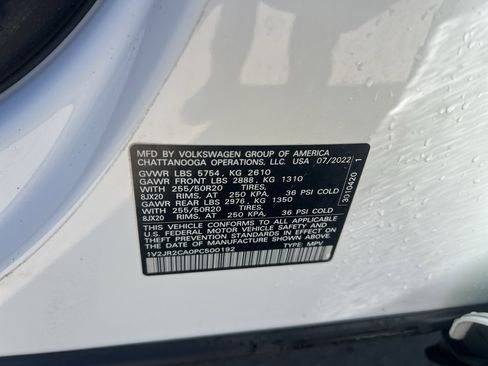 MFD BY VOLKSWAGEN GROUP OF AMERICA
CHATTANOOGA OPERATIONS, LLC. USA 07/2022
GVWR LBS 5754 , KG 2610
GAWR FRONT LBS 2888 , KG 1310
WITH 255/50R20 TIRES,
8JX20 RIMS, AT 250 KPA, 36 PSI COLD
GAWR REAR LBS 2976 , KG 1350
WITH 255/50R20 TIRES,
8JX20 RIMS, AT 250 KPA, 36 PSI COLD
THIS VEHICLE CONFORMS TO ALL APPLICABLE
U.S. FEDERAL MOTOR VEHICLE SAFETY AND
THEFT PREVENTION STANDARDS IN EFFECT ON
THE DATE OF MANUFACTURE SHOWN ABOVE.
1V2JR2CA0PC500192 TYPE: MPV
3010420 1